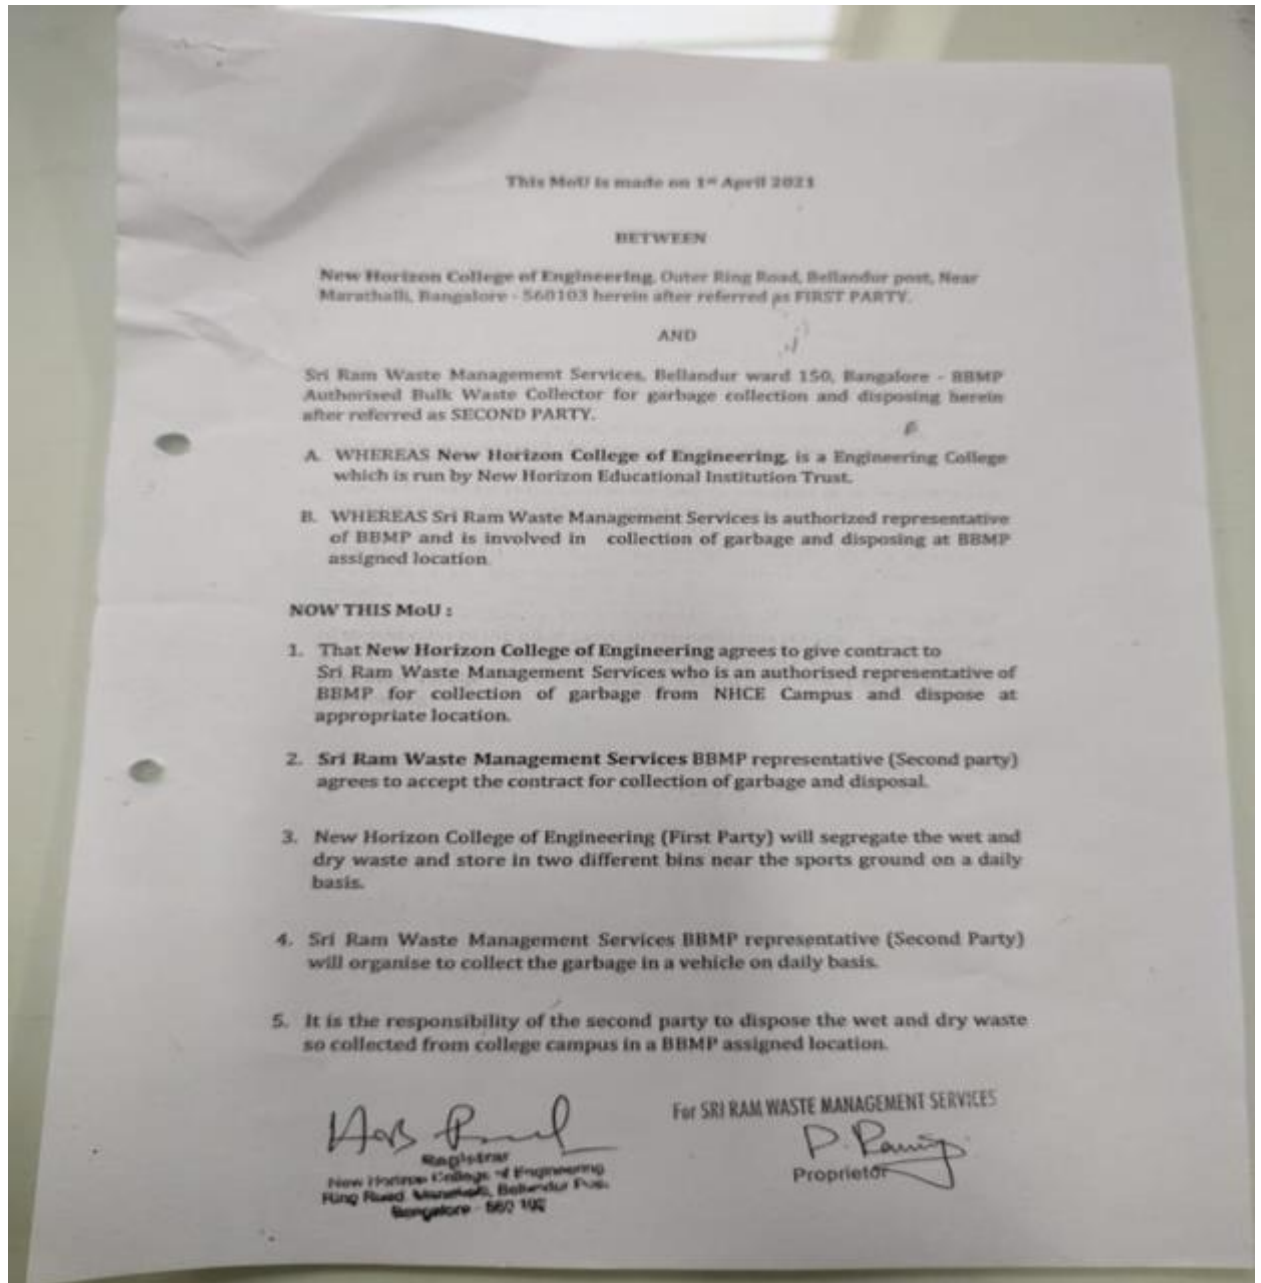 This MoU is made on 1st April 2021
BETWEEN
New Horizon College of Engineering, Outer Ring Road, Bellandur post, Near
Marathalli, Bangalore - 560103 herein after referred as FIRST PARTY.
AND
Sri Ram Waste Management Services, Bellandur ward 150, Bangalore - BBMP
Authorised Bulk Waste Collector for garbage collection and disposing herein
after referred as SECOND PARTY.
A. WHEREAS New Horizon College of Engineering, is a Engineering College
which is run by New Horizon Educational Institution Trust.
B. WHEREAS Sri Ram Waste Management Services is authorized representative
of BBMP and is involved in collection of garbage and disposing at BBMP
assigned location.
NOW THIS MoU :
1. That New Horizon College of Engineering agrees to give contract to
Sri Ram Waste Management Services who is an authorised representative of
BBMP for collection of garbage from NHCE Campus and dispose at
appropriate location.
2. Sri Ram Waste Management Services BBMP representative (Second party)
agrees to accept the contract for collection of garbage and disposal.
3. New Horizon College of Engineering (First Party) will segregate the wet and
dry waste and store in two different bins near the sports ground on a daily
basis.
4. Sri Ram Waste Management Services BBMP representative (Second Party)
will organise to collect the garbage in a vehicle on daily basis.
5. It is the responsibility of the second party to dispose the wet and dry waste
so collected from college campus in a BBMP assigned location.
For SRI RAM WASTE MANAGEMENT SERVICES
Proprietor
Registrar
New Horizon College of Engineering
Ring Road, Bellandur
Bangalore - 560